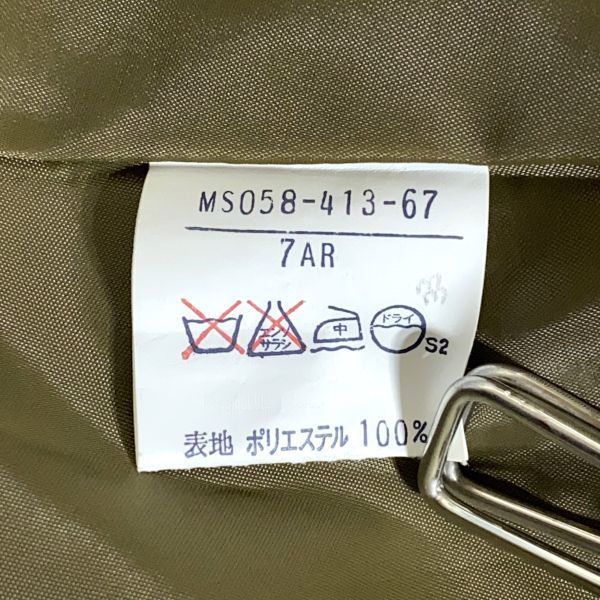 MS058-413-67
7AR
エンソ
サラシ
中
ドライ
S2
表地 ポリエステル 100%